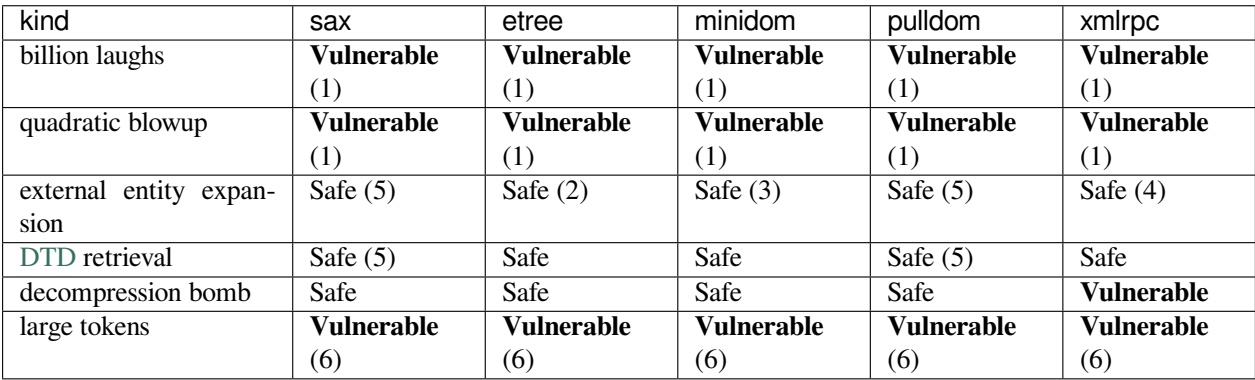 kind sax etree minidom pulldom xmlrpc
billion laughs Vulnerable Vulnerable Vulnerable Vulnerable Vulnerable
(1) (1) (1) (1) (1)
quadratic blowup Vulnerable Vulnerable Vulnerable Vulnerable Vulnerable
(1) (1) (1) (1) (1)
external entity expan- Safe (5) Safe (2) Safe (3) Safe (5) Safe (4)
sion
DTD retrieval Safe (5) Safe Safe Safe (5) Safe
decompression bomb Safe Safe Safe Safe Vulnerable
large tokens Vulnerable Vulnerable Vulnerable Vulnerable Vulnerable
(6) (6) (6) (6) (6)